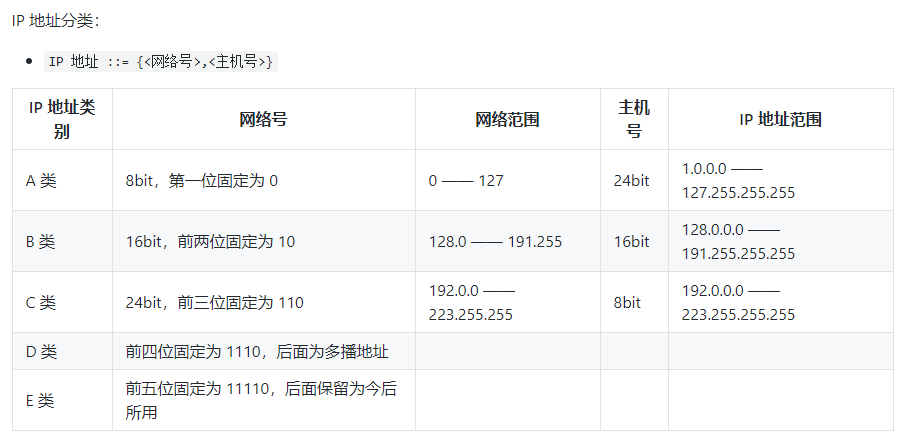 IP 地址分类：
IP 地址 ::= {<网络号>,<主机号>}
IP 地址类
别
网络号
网络范围
主机
号
IP 地址范围
A 类
8bit，第一位固定为 0
0 —— 127
24bit
1.0.0.0 ——
127.255.255.255
B 类
16bit，前两位固定为 10
128.0 —— 191.255
16bit
128.0.0.0 ——
191.255.255.255
C 类
24bit，前三位固定为 110
192.0.0 ——
223.255.255
8bit
192.0.0.0 ——
223.255.255.255
D 类
前四位固定为 1110，后面为多播地址
E 类
前五位固定为 11110，后面保留为今后
所用